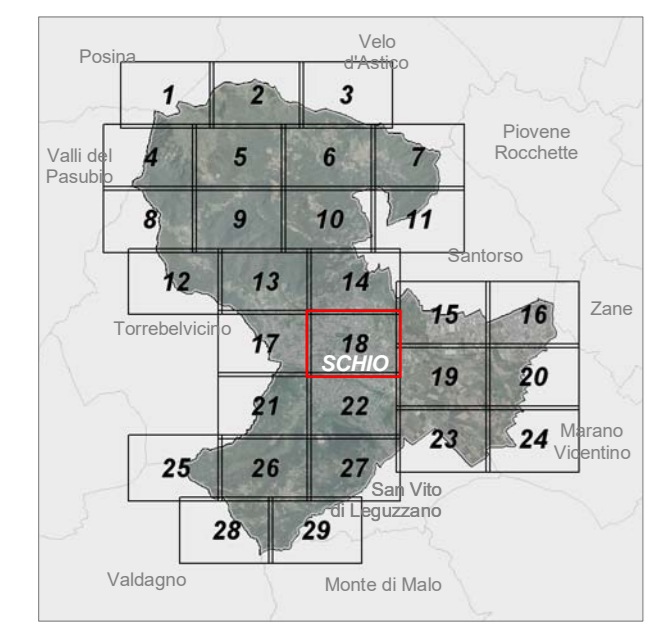 Velo
d'Astico
Posina
1
2
3
Piovene
Rocchette
Valli del
Pasubio
4
5
6
7
8
9
10
11
Santorso
12
13
14
15
16
Zane
Torrebelvicino
17
18
SCHIO
19
20
21
22
23
24
Marano
Vicentino
25
26
27
San Vito
di Leguzzano
28
29
Valdagno
Monte di Malo